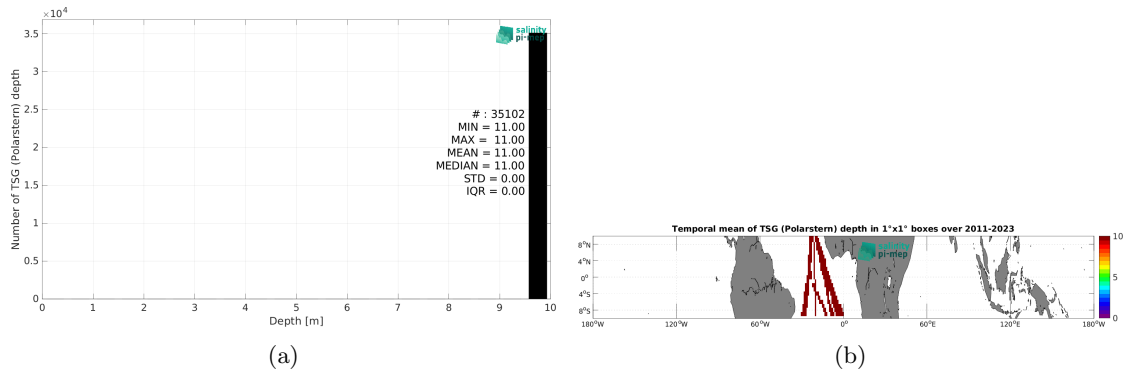 ×10⁴
3.5
3
2.5
2
1.5
1
0.5
0
Number of TSG (Polarstern) depth
salinity
pi-mep
# : 35102
MIN = 11.00
MAX = 11.00
MEAN = 11.00
MEDIAN = 11.00
STD = 0.00
IQR = 0.00
0 1 2 3 4 5 6 7 8 9 10
Depth [m]
(a)
Temporal mean of TSG (Polarstern) depth in 1°x1° boxes over 2011-2023
salinity
pi-mep
8°N
4°N
0°
4°S
8°S
180°W 120°W 60°W 0° 60°E 120°E 180°W
10
5
0
(b)